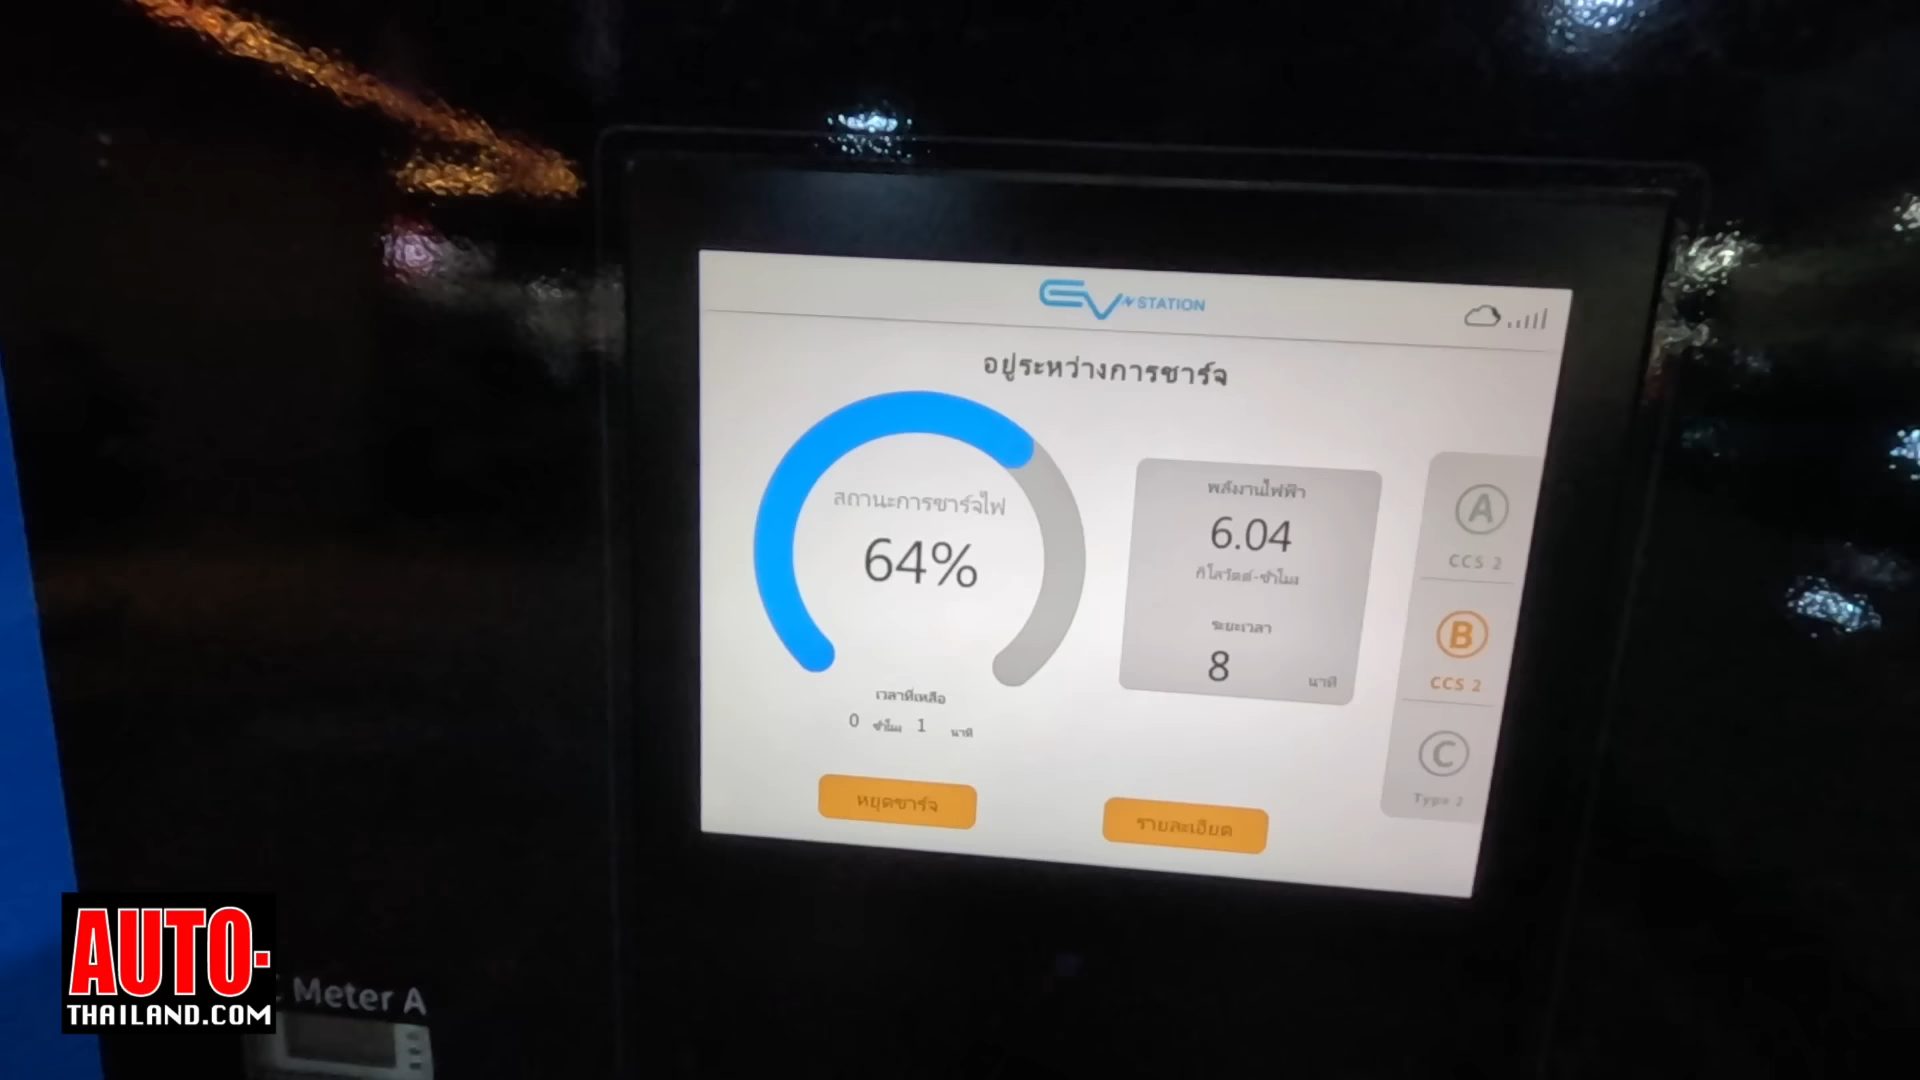 EV STATION
อยู่ระหว่างการชาร์จ
สถานะการชาร์จไฟ
64%
เวลาที่เหลือ
0 ชั่วโมง 1 นาที
พลังงานไฟฟ้า
6.04
กิโลวัตต์-ชั่วโมง
ระยะเวลา
8 นาที
A
CCS 2
B
CCS 2
C
Type 2
หยุดชาร์จ
รายละเอียด
Meter A
AUTO-
THAILAND.COM